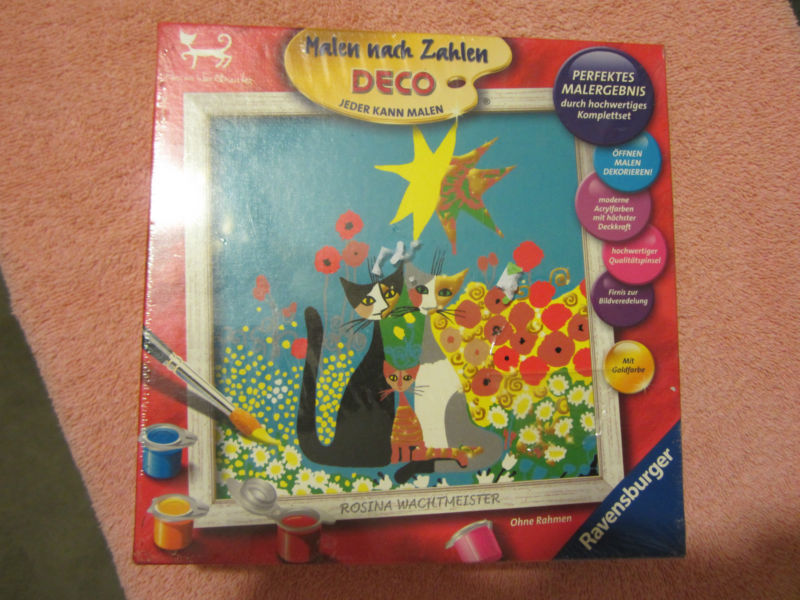 Malen nach Zahlen
DECO
JEDER KANN MALEN
®
PERFEKTES
MALERGEBNIS
durch hochwertiges
Komplettset
ÖFFNEN
MALEN
DEKORIEREN!
moderne
Acrylfarben
mit höchster
Deckkraft
hochwertiger
Qualitätspinsel
Firnis zur
Bildveredelung
Mit
Goldfarbe
ROSINA WACHTMEISTER
Ohne Rahmen
Ravensburger